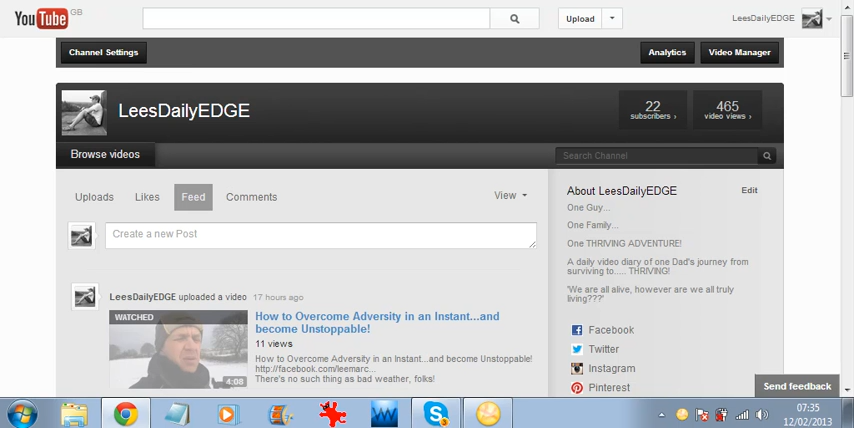 YouTube GB
Upload
LeesDailyEDGE
Channel Settings
Analytics
Video Manager
LeesDailyEDGE
22
subscribers ›
465
video views ›
Browse videos
Search Channel
Uploads
Likes
Feed
Comments
View
Create a new Post
LeesDailyEDGE uploaded a video 17 hours ago
WATCHED
4:08
How to Overcome Adversity in an Instant...and
become Unstoppable!
11 views
How to Overcome Adversity in an Instant...and become Unstoppable!
http://facebook.com/leemarc...
There's no such thing as bad weather, folks!
About LeesDailyEDGE
Edit
One Guy...
One Family...
One THRIVING ADVENTURE!
A daily video diary of one Dad's journey from
surviving to..... THRIVING!
'We are all alive, however are we all truly
living???'
Facebook
Twitter
Instagram
Pinterest
Send feedback
3
07:35
12/02/2013